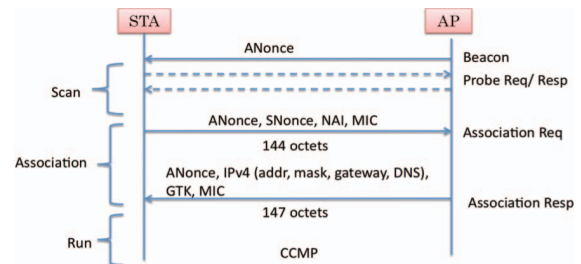 STA
AP
ANonce
Beacon
Probe Req/ Resp
Scan
ANonce, SNonce, NAI, MIC
Association Req
144 octets
Association
ANonce, IPv4 (addr, mask, gateway, DNS),
GTK, MIC
Association Resp
147 octets
Run
CCMP